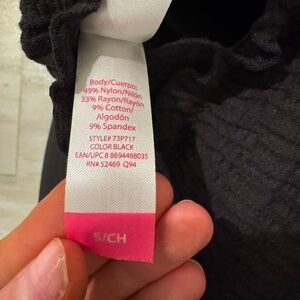 Body/Cuerpo:
49% Nylon/Nilón
33% Rayon/Rayón
9% Cotton/
Algodón
9% Spandex
STYLE# 73P717
COLOR BLACK
EAN/UPC 8 8694468035
RN# 52469 Q94
S/CH